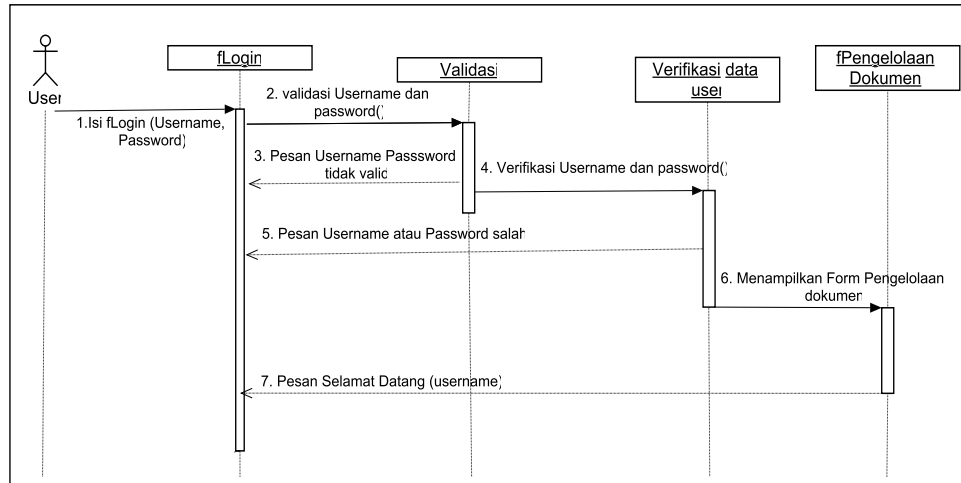 User
fLogin
Validasi
Verifikasi data
user
fPengelolaan
Dokumen
1.Isi fLogin (Username,
Password)
2. validasi Username dan
password()
3. Pesan Username Passsword
tidak valid
4. Verifikasi Username dan password()
5. Pesan Username atau Password salah
6. Menampilkan Form Pengelolaan
dokumen
7. Pesan Selamat Datang (username)